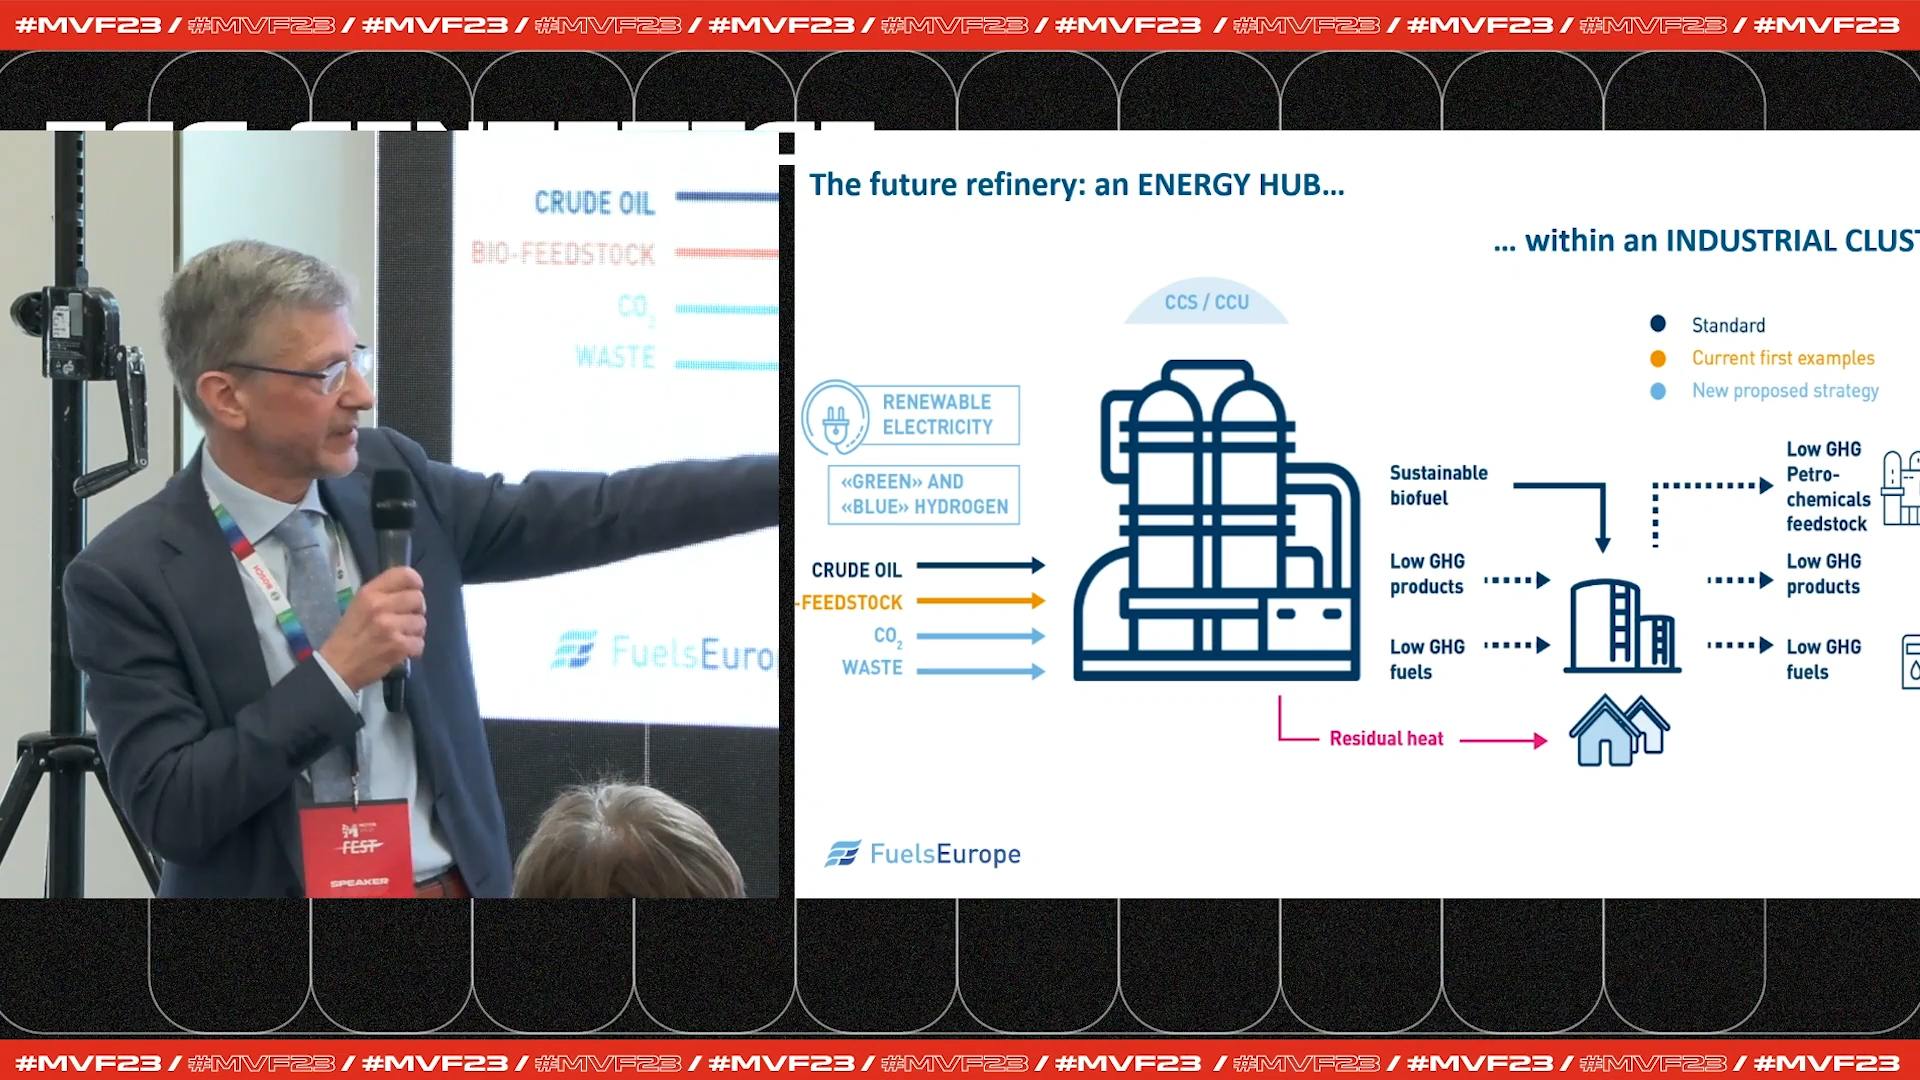 #MVF23 / #MVF23 / #MVF23 / #MVF23 / #MVF23 / #MVF23 / #MVF23 / #MVF23 / #MVF23 / #MVF23 / #MVF23
CRUDE OIL
BIO-FEEDSTOCK
CO₂
WASTE
FuelsEuro
BOSCH
FEST
SPEAKER
The future refinery: an ENERGY HUB...
... within an INDUSTRIAL CLUST
CCS / CCU
Standard
Current first examples
New proposed strategy
RENEWABLE
ELECTRICITY
«GREEN» AND
«BLUE» HYDROGEN
CRUDE OIL
-FEEDSTOCK
CO₂
WASTE
Sustainable
biofuel
Low GHG
products
Low GHG
fuels
Low GHG
Petro-
chemicals
feedstock
Low GHG
products
Low GHG
fuels
Residual heat
FuelsEurope
#MVF23 / #MVF23 / #MVF23 / #MVF23 / #MVF23 / #MVF23 / #MVF23 / #MVF23 / #MVF23 / #MVF23 / #MVF23